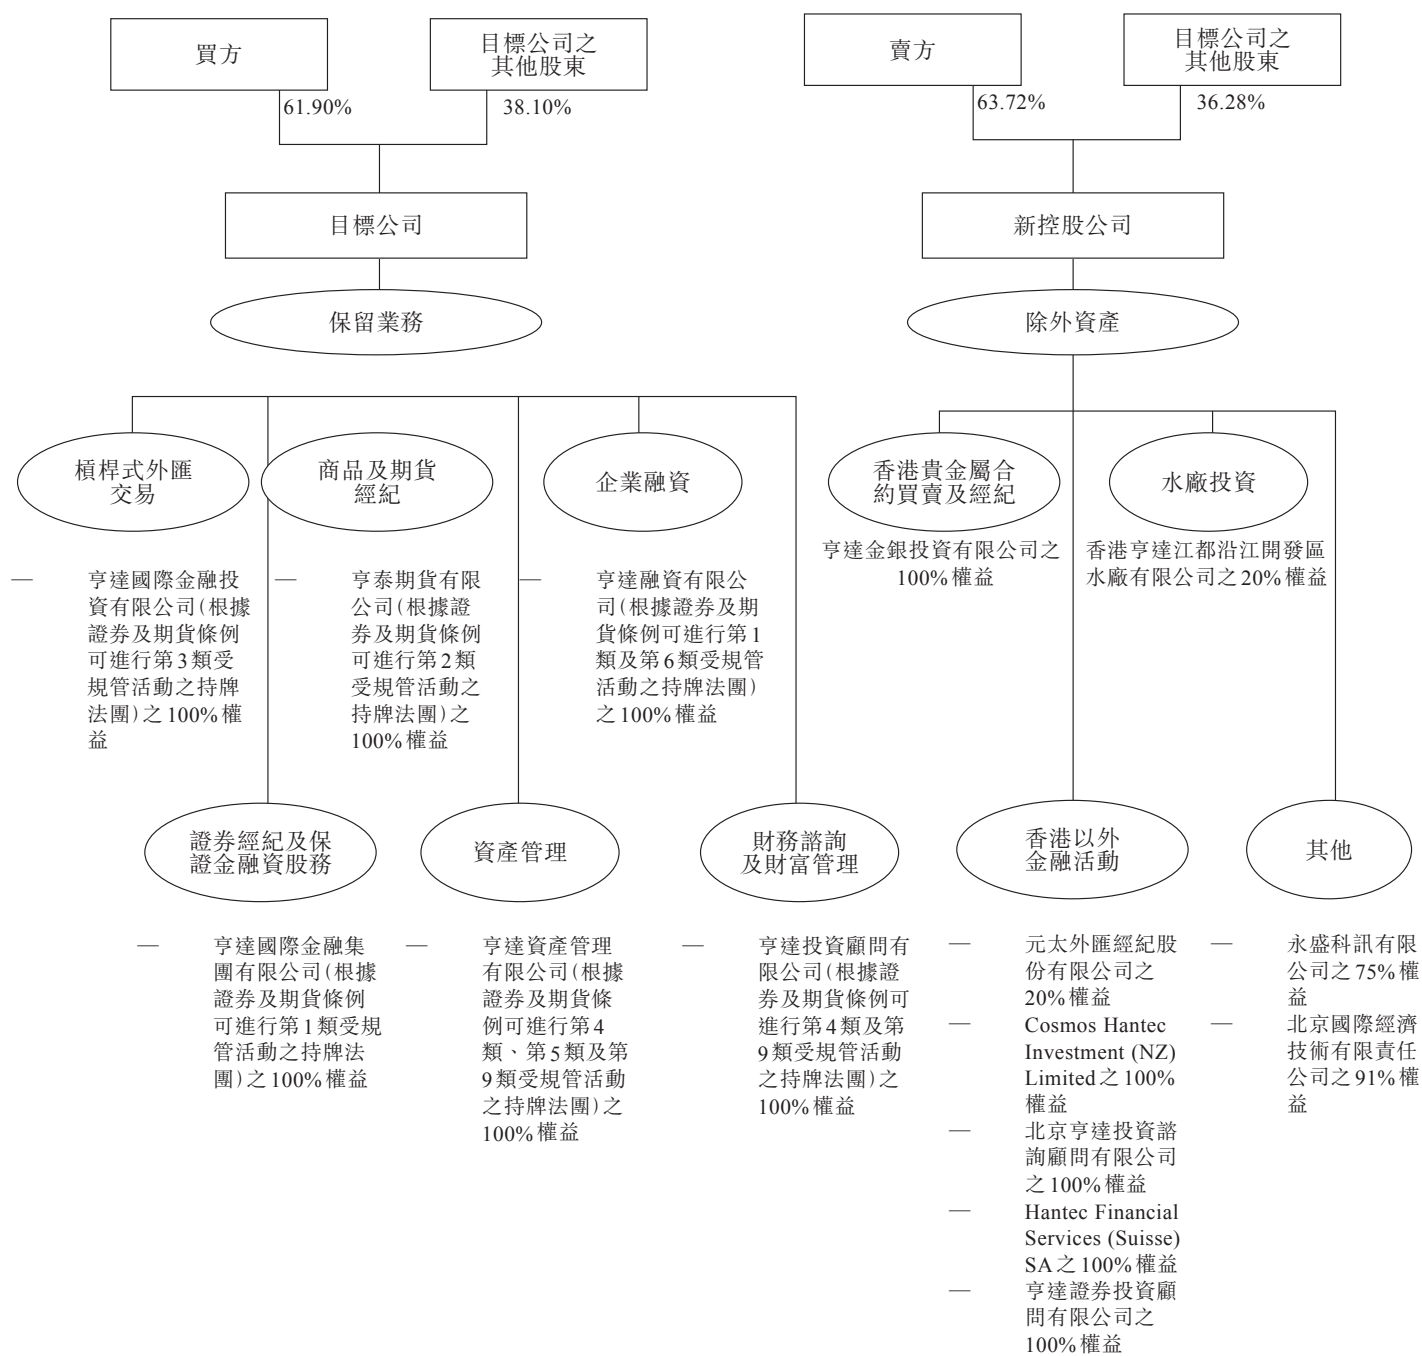 買方
目標公司之
其他股東
61.90%
38.10%
目標公司
保留業務
賣方
目標公司之
其他股東
63.72%
36.28%
新控股公司
除外資產
槓桿式外匯
交易
商品及期貨
經紀
企業融資
香港貴金屬合
約買賣及經紀
水廠投資
— 亨達國際金融投
資有限公司(根據
證券及期貨條例
可進行第3類受
規管活動之持牌
法團)之100%權
益
— 亨泰期貨有限
公司(根據證
券及期貨條例
可進行第2類
受規管活動之
持牌法團)之
100%權益
— 亨達融資有限公
司(根據證券及期
貨條例可進行第1
類及第6類受規管
活動之持牌法團)
之100%權益
亨達金銀投資有限公司之
100%權益
香港亨達江都沿江開發區
水廠有限公司之20%權益
證券經紀及保
證金融資股務
資產管理
財務諮詢
及財富管理
香港以外
金融活動
其他
— 亨達國際金融集
團有限公司(根據
證券及期貨條例
可進行第1類受規
管活動之持牌法
團)之100%權益
— 亨達資產管理
有限公司(根據
證券及期貨條
例可進行第4
類、第5類及第
9類受規管活動
之持牌法團)之
100%權益
— 亨達投資顧問有
限公司(根據證
券及期貨條例可
進行第4類及第
9類受規管活動
之持牌法團)之
100%權益
— 元太外匯經紀股
份有限公司之
20%權益
— Cosmos Hantec
Investment (NZ)
Limited之100%
權益
— 北京亨達投資諮
詢顧問有限公司
之100%權益
— Hantec Financial
Services (Suisse)
SA之100%權益
— 亨達證券投資顧
問有限公司之
100%權益
— 永盛科訊有限
公司之75%權
益
— 北京國際經濟
技術有限責任
公司之91%權
益